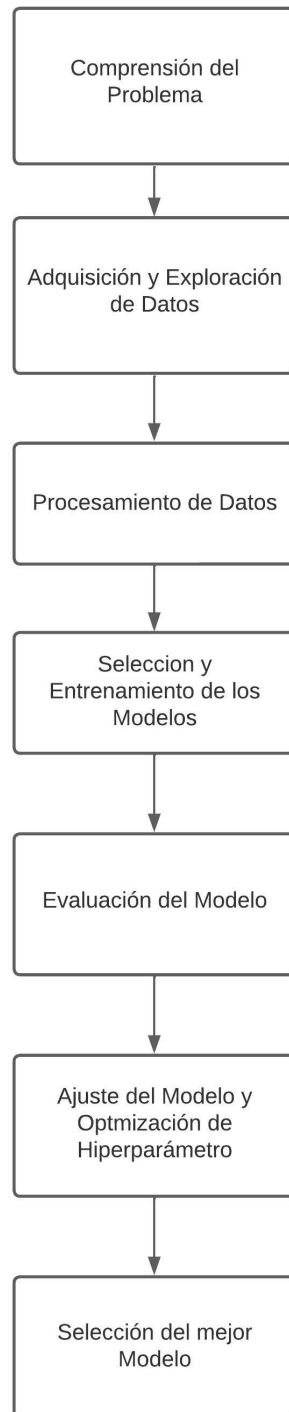 Comprensión del
Problema
Adquisición y Exploración
de Datos
Procesamiento de Datos
Seleccion y
Entrenamiento de los
Modelos
Evaluación del Modelo
Ajuste del Modelo y
Optmización de
Hiperparámetro
Selección del mejor
Modelo